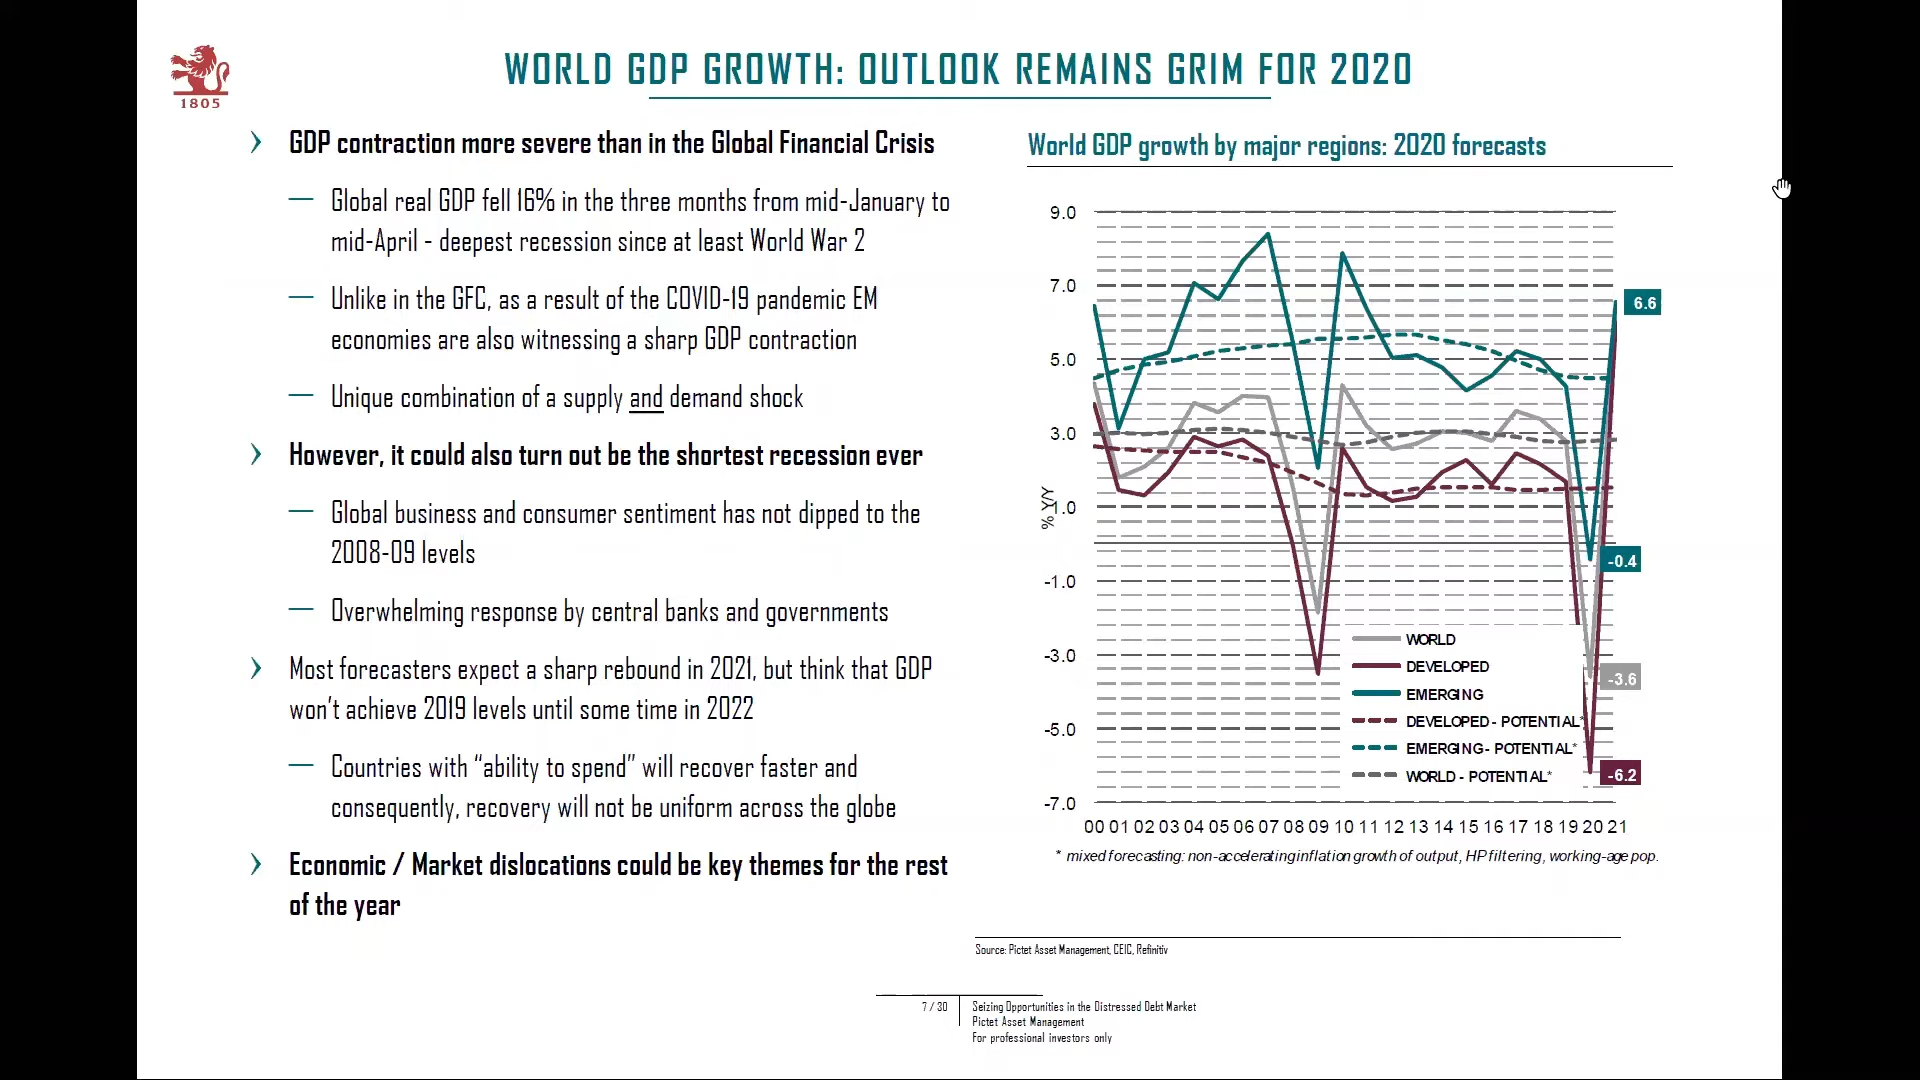 1805
WORLD GDP GROWTH: OUTLOOK REMAINS GRIM FOR 2020
GDP contraction more severe than in the Global Financial Crisis
— Global real GDP fell 16% in the three months from mid-January to
mid-April - deepest recession since at least World War 2
— Unlike in the GFC, as a result of the COVID-19 pandemic EM
economies are also witnessing a sharp GDP contraction
— Unique combination of a supply and demand shock
However, it could also turn out be the shortest recession ever
— Global business and consumer sentiment has not dipped to the
2008-09 levels
— Overwhelming response by central banks and governments
Most forecasters expect a sharp rebound in 2021, but think that GDP
won't achieve 2019 levels until some time in 2022
— Countries with “ability to spend” will recover faster and
consequently, recovery will not be uniform across the globe
Economic / Market dislocations could be key themes for the rest
of the year
World GDP growth by major regions: 2020 forecasts
9.0
7.0
5.0
3.0
1.0
-1.0
-3.0
-5.0
-7.0
% Y/Y
6.6
-0.4
-3.6
-6.2
WORLD
DEVELOPED
EMERGING
DEVELOPED - POTENTIAL*
EMERGING - POTENTIAL*
WORLD - POTENTIAL*
00 01 02 03 04 05 06 07 08 09 10 11 12 13 14 15 16 17 18 19 20 21
* mixed forecasting: non-accelerating inflation growth of output, HP filtering, working-age pop.
Source: Pictet Asset Management, CEIC, Refinitiv
7 / 30
Seizing Opportunities in the Distressed Debt Market
Pictet Asset Management
For professional investors only